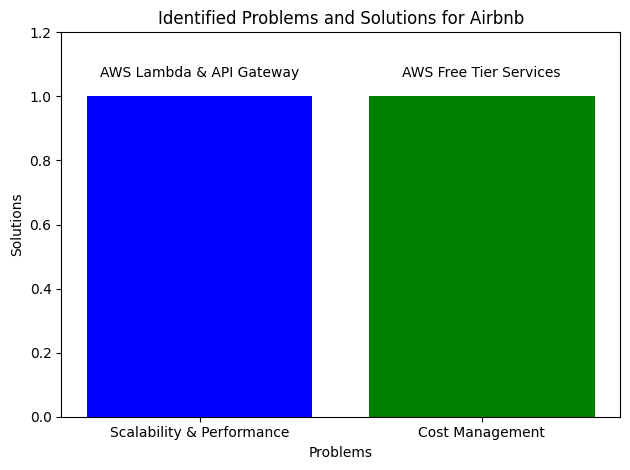 Identified Problems and Solutions for Airbnb
1.2
1.0
0.8
0.6
0.4
0.2
0.0
Solutions
AWS Lambda & API Gateway
AWS Free Tier Services
Scalability & Performance
Cost Management
Problems